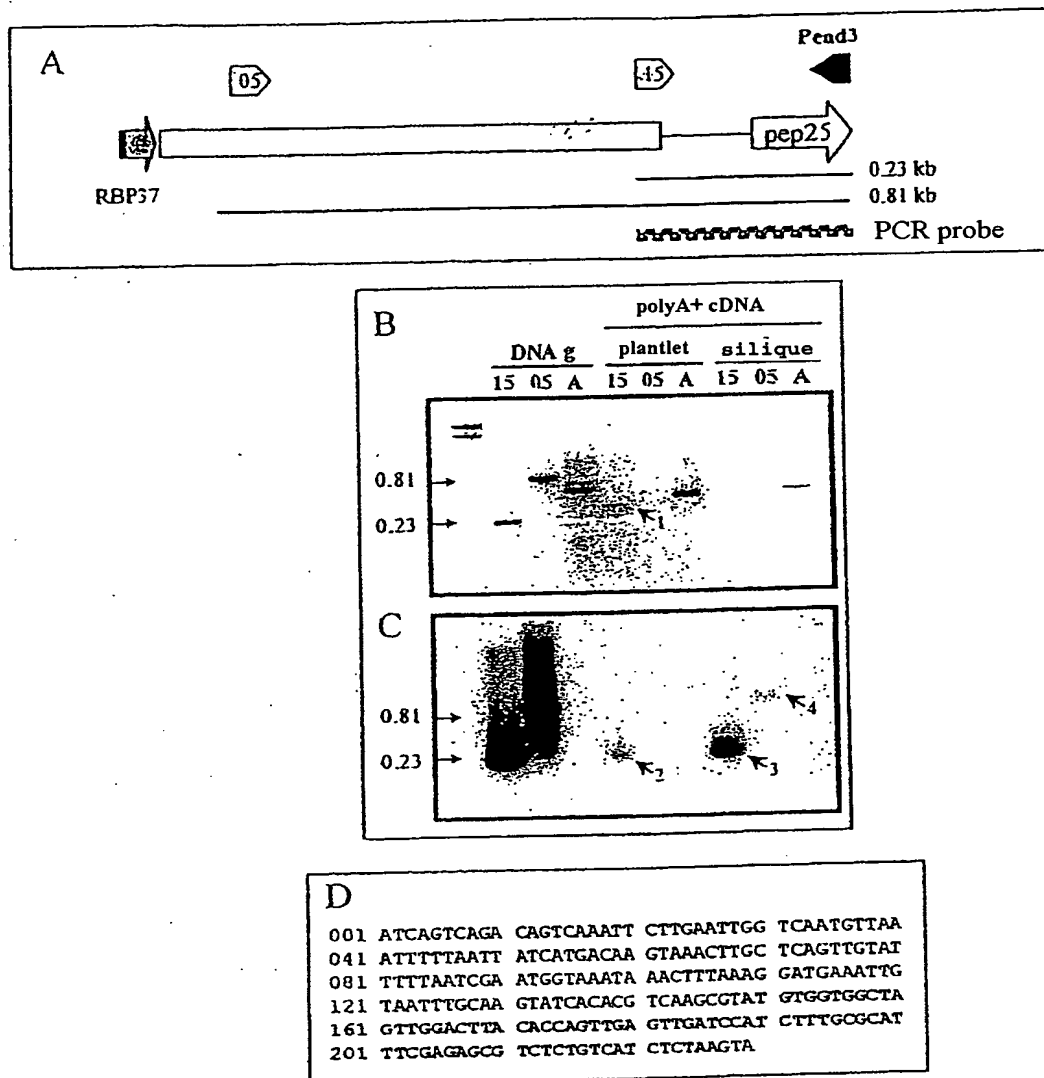 A
Pend3
05
15
pep25
RBP37
0.23 kb
0.81 kb
PCR probe
B
polyA+ cDNA
DNA g plantlet silique
15 05 A 15 05 A 15 05 A
0.81
0.23
1
C
0.81
0.23
2
3
4
D
001 ATCAGTCAGA CAGTCAAATT CTTGAATTGG TCAATGTTAA
041 ATTTTTAATT ATCATGACAA GTAAACTTGC TCAGTTGTAT
081 TTTTAATCGA ATGGTAAATA AACTTTAAAG GATGAAATTG
121 TAATTTGCAA GTATCACACG TCAAGCGTAT GTGGTGGCTA
161 GTTGGACTTA CACCAGTTGA GTTGATCCAT CTTTGCGCAT
201 TTCGAGAGCG TCTCTGTCAT CTCTAAGTA